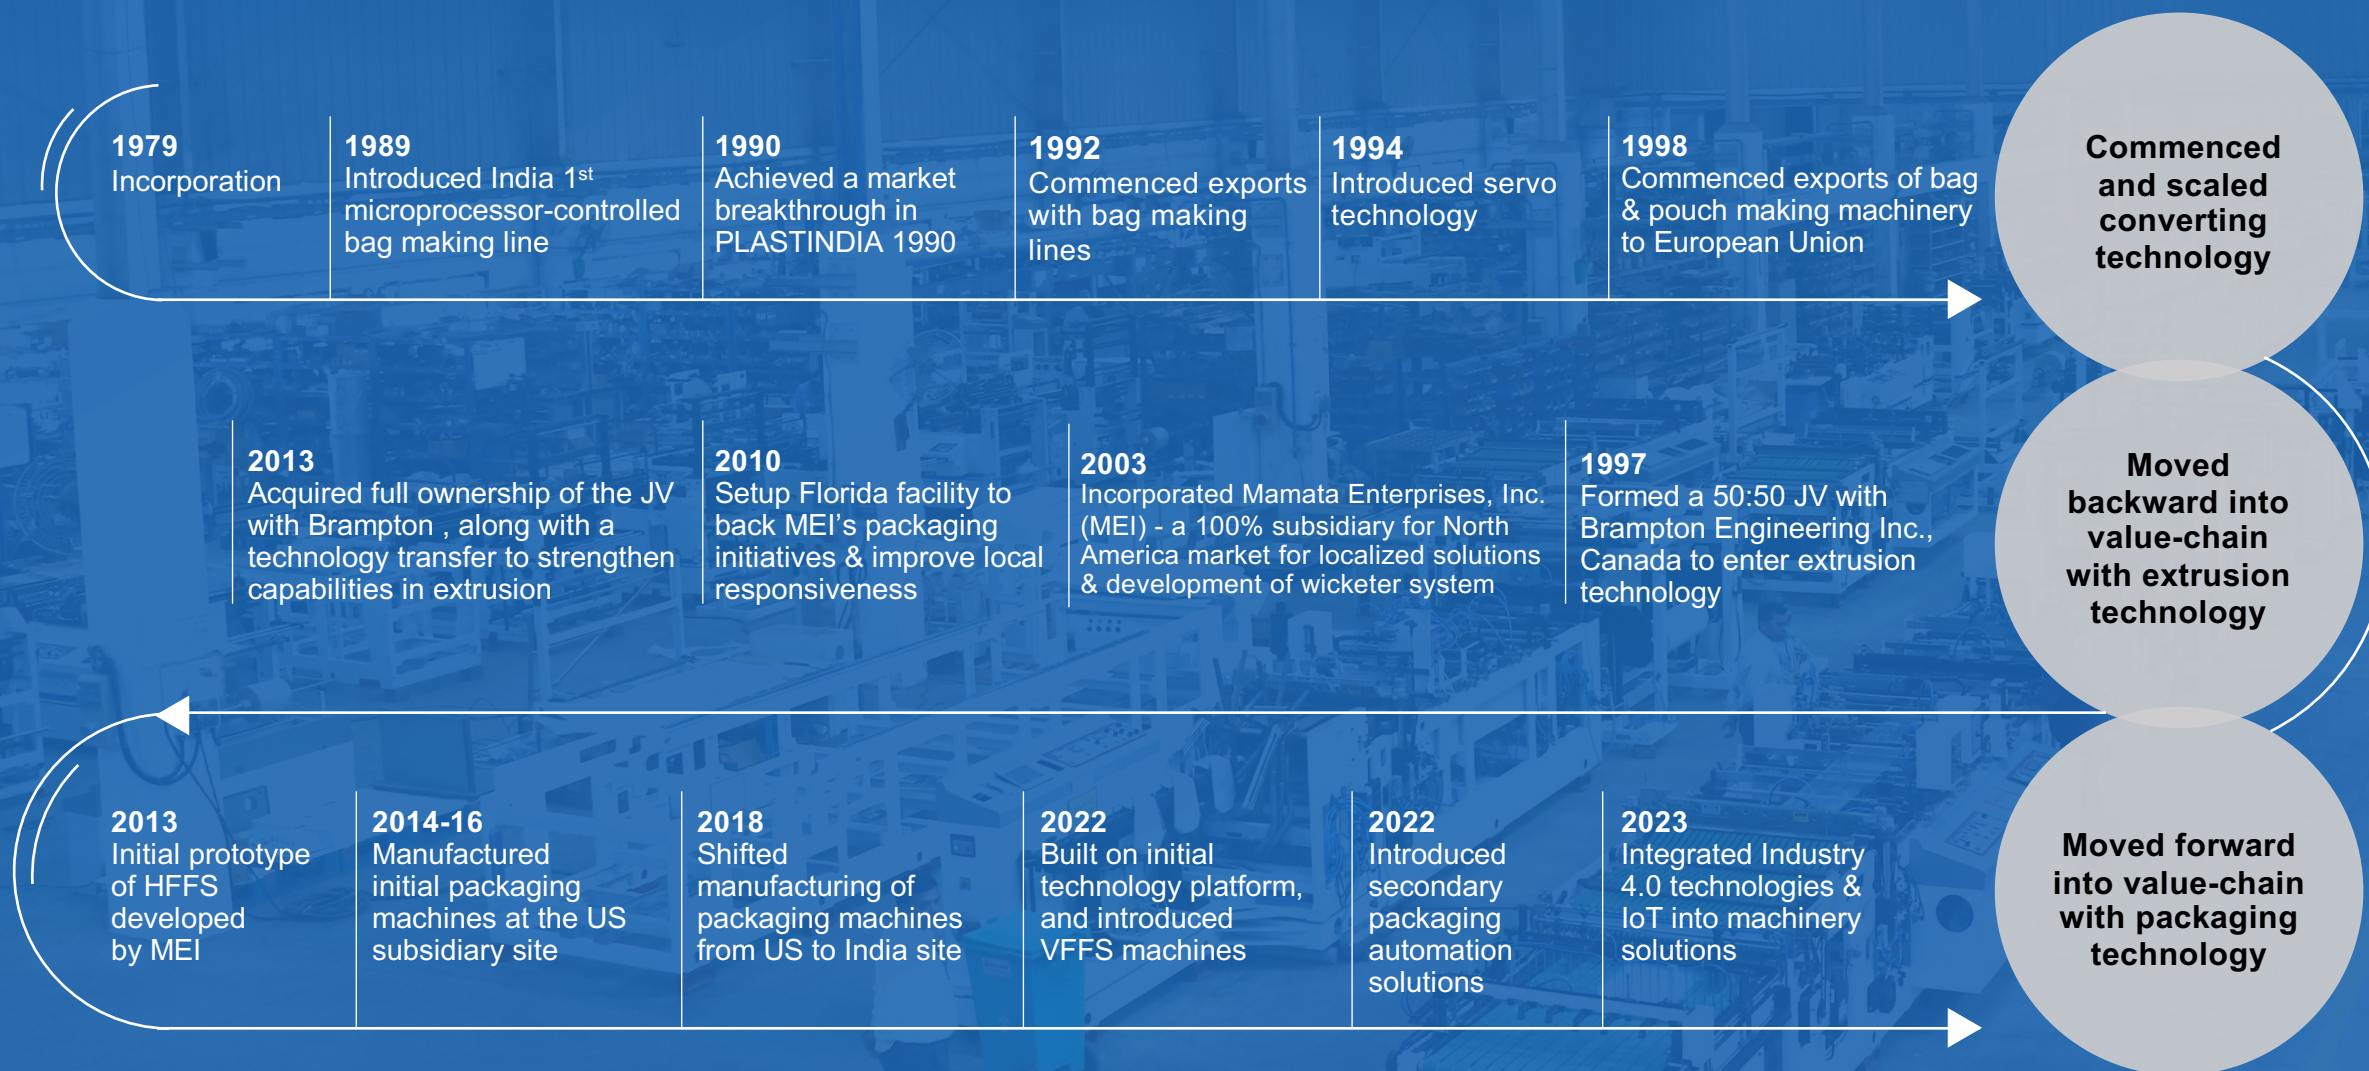 1979
Incorporation
1989
Introduced India 1st
microprocessor-controlled
bag making line
1990
Achieved a market
breakthrough in
PLASTINDIA 1990
1992
Commenced exports
with bag making
lines
1994
Introduced servo
technology
1998
Commenced exports of bag
& pouch making machinery
to European Union
Commenced
and scaled
converting
technology
2013
Acquired full ownership of the JV
with Brampton , along with a
technology transfer to strengthen
capabilities in extrusion
2010
Setup Florida facility to
back MEI’s packaging
initiatives & improve local
responsiveness
2003
Incorporated Mamata Enterprises, Inc.
(MEI) - a 100% subsidiary for North
America market for localized solutions
& development of wicketer system
1997
Formed a 50:50 JV with
Brampton Engineering Inc.,
Canada to enter extrusion
technology
Moved
backward into
value-chain
with extrusion
technology
2013
Initial prototype
of HFFS
developed
by MEI
2014-16
Manufactured
initial packaging
machines at the US
subsidiary site
2018
Shifted
manufacturing of
packaging machines
from US to India site
2022
Built on initial
technology platform,
and introduced
VFFS machines
2022
Introduced
secondary
packaging
automation
solutions
2023
Integrated Industry
4.0 technologies &
IoT into machinery
solutions
Moved forward
into value-chain
with packaging
technology